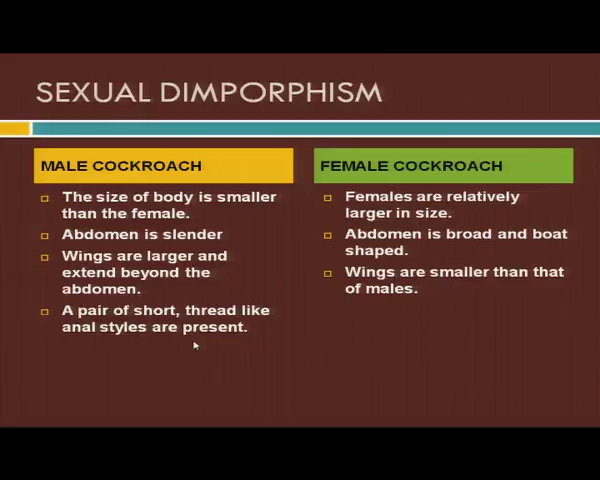 SEXUAL DIMPORPHISM
MALE COCKROACH
The size of body is smaller
than the female.
Abdomen is slender
Wings are larger and
extend beyond the
abdomen.
A pair of short, thread like
anal styles are present.
FEMALE COCKROACH
Females are relatively
larger in size.
Abdomen is broad and boat
shaped.
Wings are smaller than that
of males.